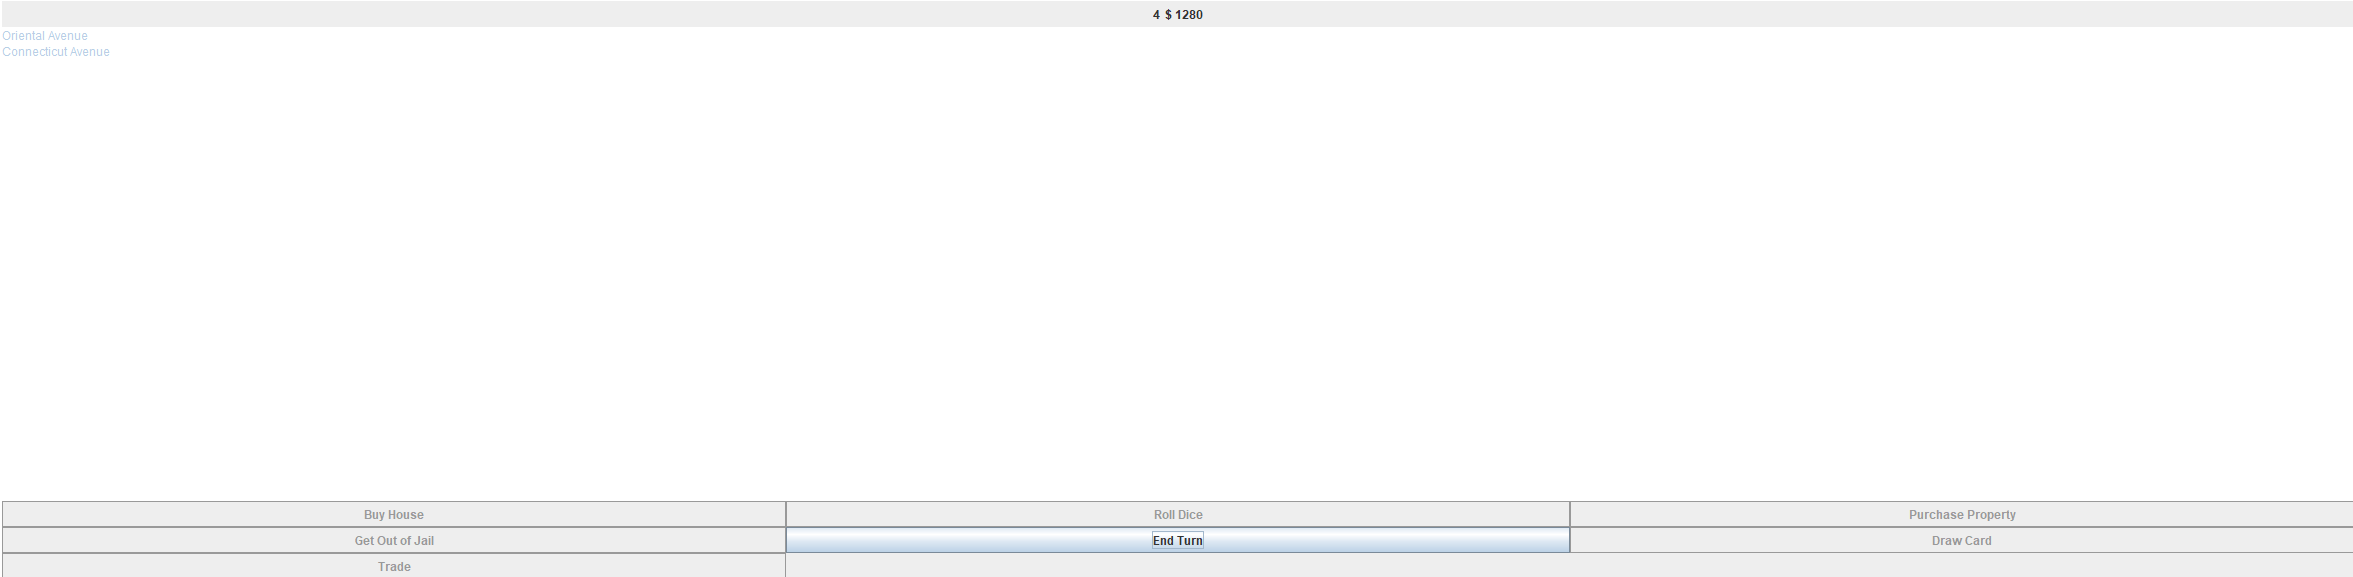 4 $ 1280
Oriental Avenue
Connecticut Avenue
Buy House Roll Dice Purchase Property
Get Out of Jail End Turn Draw Card
Trade